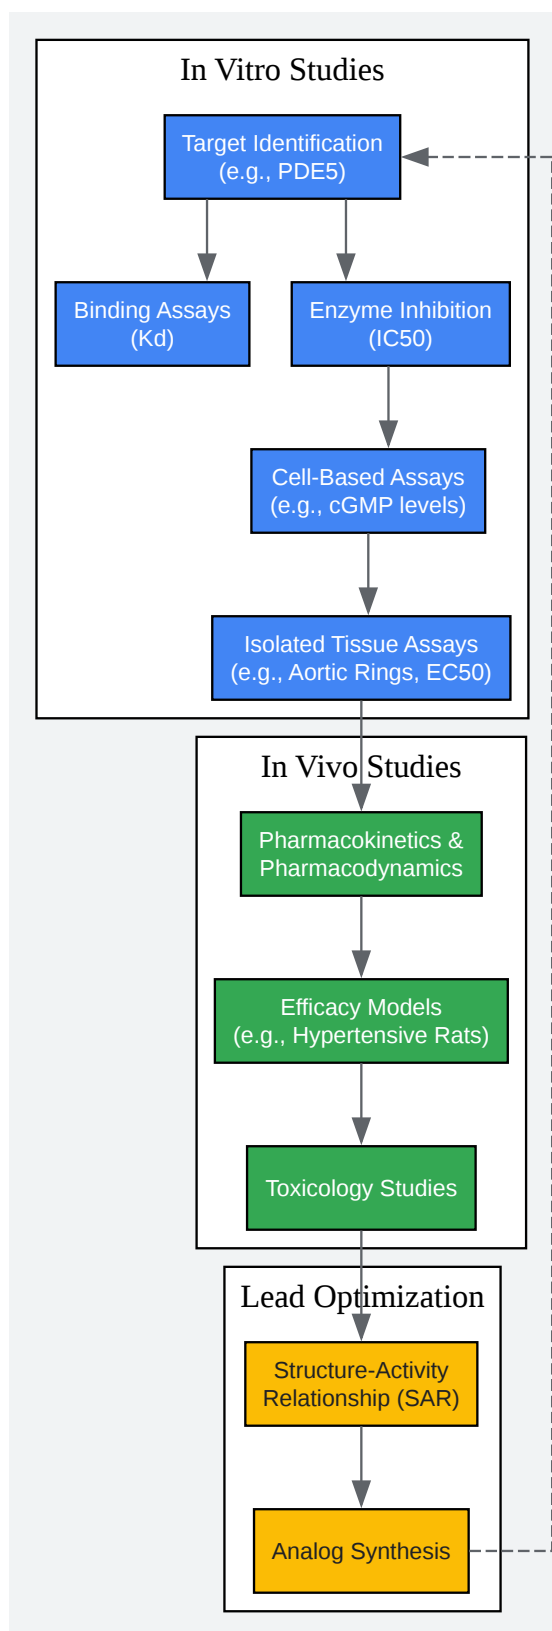 In Vitro Studies
Target Identification
(e.g., PDE5)
Binding Assays
(Kd)
Enzyme Inhibition
(IC50)
Cell-Based Assays
(e.g., cGMP levels)
Isolated Tissue Assays
(e.g., Aortic Rings, EC50)
In Vivo Studies
Pharmacokinetics &
Pharmacodynamics
Efficacy Models
(e.g., Hypertensive Rats)
Toxicology Studies
Lead Optimization
Structure-Activity
Relationship (SAR)
Analog Synthesis